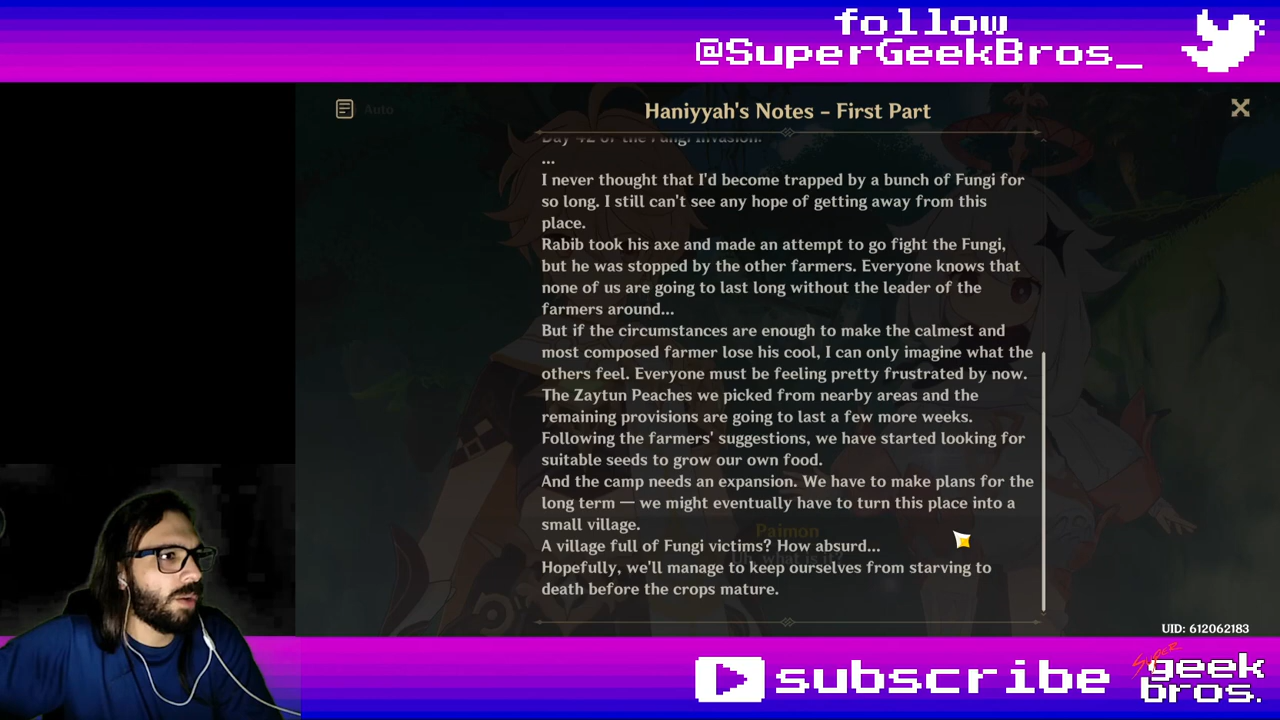 follow
@SuperGeekBros_
Auto
Haniyyah's Notes – First Part
Day 42 of the Fungi Invasion.
...
I never thought that I'd become trapped by a bunch of Fungi for
so long. I still can't see any hope of getting away from this
place.
Rabib took his axe and made an attempt to go fight the Fungi,
but he was stopped by the other farmers. Everyone knows that
none of us are going to last long without the leader of the
farmers around...
But if the circumstances are enough to make the calmest and
most composed farmer lose his cool, I can only imagine what the
others feel. Everyone must be feeling pretty frustrated by now.
The Zaytun Peaches we picked from nearby areas and the
remaining provisions are going to last a few more weeks.
Following the farmers' suggestions, we have started looking for
suitable seeds to grow our own food.
And the camp needs an expansion. We have to make plans for the
long term — we might eventually have to turn this place into a
small village.
Paimon
A village full of Fungi victims? How absurd...
Hopefully, we'll manage to keep ourselves from starving to
death before the crops mature.
UID: 612062183
subscribe
super
geek
bros.